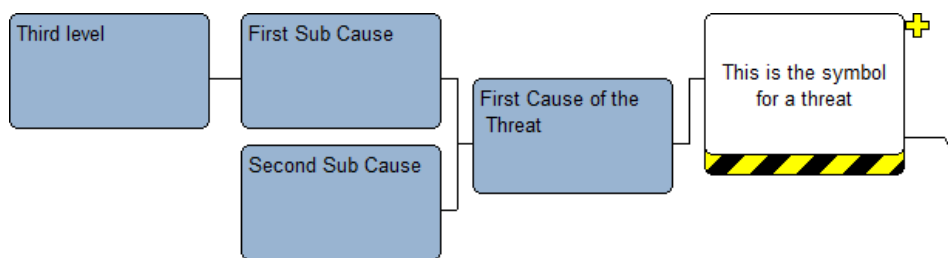 Third level
First Sub Cause
Second Sub Cause
First Cause of the
Threat
This is the symbol
for a threat